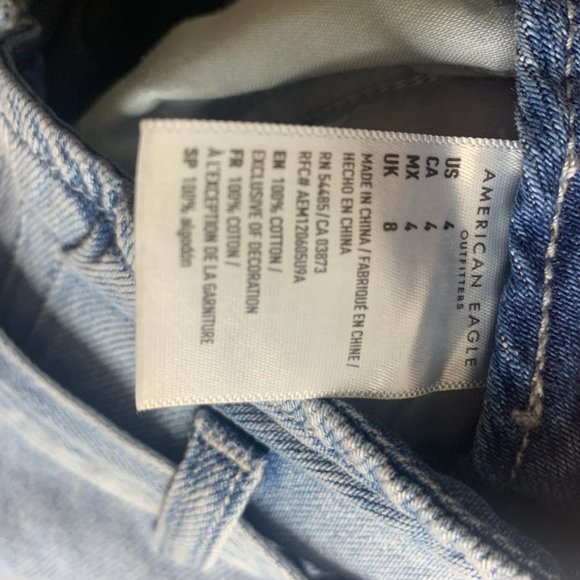 AMERICAN EAGLE
OUTFITTERS
US 4
CA 4
MX 4
UK 8
MADE IN CHINA / FABRIQUÉ EN CHINE /
HECHO EN CHINA
RN 54485 / CA 03873
RFC# AEM120605U9A
EN 100% COTTON /
EXCLUSIVE OF DECORATION
FR 100% COTON /
À L'EXCEPTION DE LA GARNITURE
SP 100% algodón